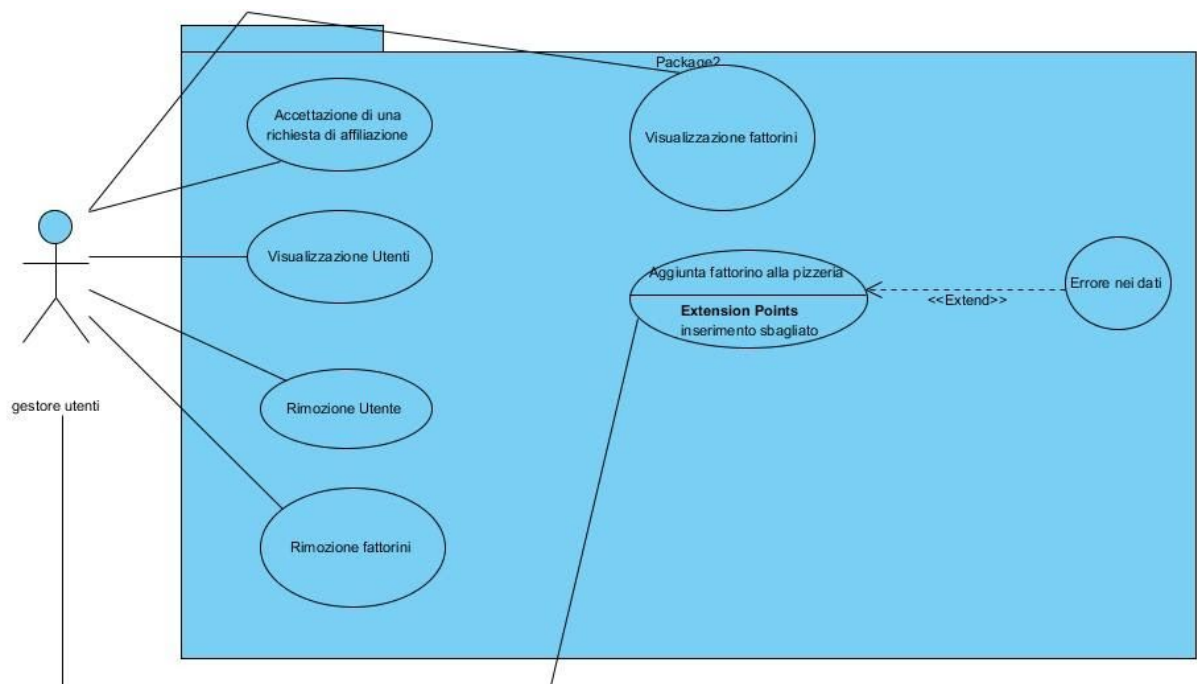 Package2
Accettazione di una
richiesta di affiliazione
Visualizzazione fattorini
Visualizzazione Utenti
Aggiunta fattorino alla pizzeria
Extension Points
inserimento sbagliato
<<Extend>>
Errore nei dati
gestore utenti
Rimozione Utente
Rimozione fattorini